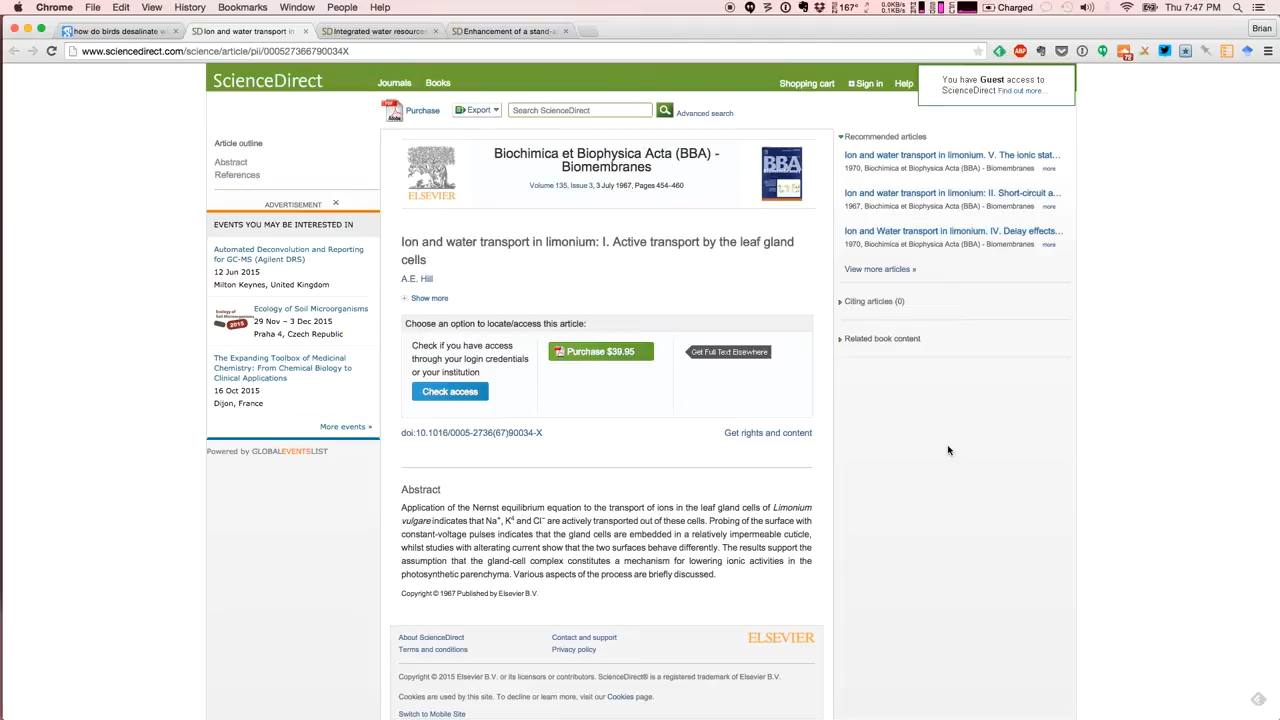 Chrome File Edit View History Bookmarks Window People Help
167° 0.0KB/s 0.1KB/s Charged Thu 7:47 PM
how do birds desalinate w Ion and water transport in Integrated water resources Enhancement of a stand-a Brian
www.sciencedirect.com/science/article/pii/000527366790034X
72
ScienceDirect Journals Books Shopping cart Sign in Help
You have Guest access to
ScienceDirect Find out more...
Purchase Export Search ScienceDirect Advanced search
Article outline
Abstract
References
ADVERTISEMENT
EVENTS YOU MAY BE INTERESTED IN
Automated Deconvolution and Reporting
for GC-MS (Agilent DRS)
12 Jun 2015
Milton Keynes, United Kingdom
Ecology of Soil Microorganisms
29 Nov – 3 Dec 2015
Praha 4, Czech Republic
The Expanding Toolbox of Medicinal
Chemistry: From Chemical Biology to
Clinical Applications
16 Oct 2015
Dijon, France
More events »
Powered by GLOBALEVENTSLIST
ELSEVIER
Biochimica et Biophysica Acta (BBA) -
Biomembranes
Volume 135, Issue 3, 3 July 1967, Pages 454–460
BBA
Ion and water transport in limonium: I. Active transport by the leaf gland
cells
A.E. Hill
Show more
Choose an option to locate/access this article:
Check if you have access
through your login credentials
or your institution
Check access
Purchase $39.95
Get Full Text Elsewhere
doi:10.1016/0005-2736(67)90034-X Get rights and content
Abstract
Application of the Nernst equilibrium equation to the transport of ions in the leaf gland cells of Limonium
vulgare indicates that Na+, K4 and Cl− are actively transported out of these cells. Probing of the surface with
constant-voltage pulses indicates that the gland cells are embedded in a relatively impermeable cuticle,
whilst studies with alterating current show that the two surfaces behave differently. The results support the
assumption that the gland-cell complex constitutes a mechanism for lowering ionic activities in the
photosynthetic parenchyma. Various aspects of the process are briefly discussed.
Copyright © 1967 Published by Elsevier B.V.
Recommended articles
Ion and water transport in limonium. V. The ionic stat...
1970, Biochimica et Biophysica Acta (BBA) - Biomembranes more
Ion and water transport in limonium: II. Short-circuit a...
1967, Biochimica et Biophysica Acta (BBA) - Biomembranes more
Ion and Water transport in limonium. IV. Delay effects...
1970, Biochimica et Biophysica Acta (BBA) - Biomembranes more
View more articles »
Citing articles (0)
Related book content
About ScienceDirect Contact and support ELSEVIER
Terms and conditions Privacy policy
Copyright © 2015 Elsevier B.V. or its licensors or contributors. ScienceDirect® is a registered trademark of Elsevier B.V.
Cookies are used by this site. To decline or learn more, visit our Cookies page.
Switch to Mobile Site